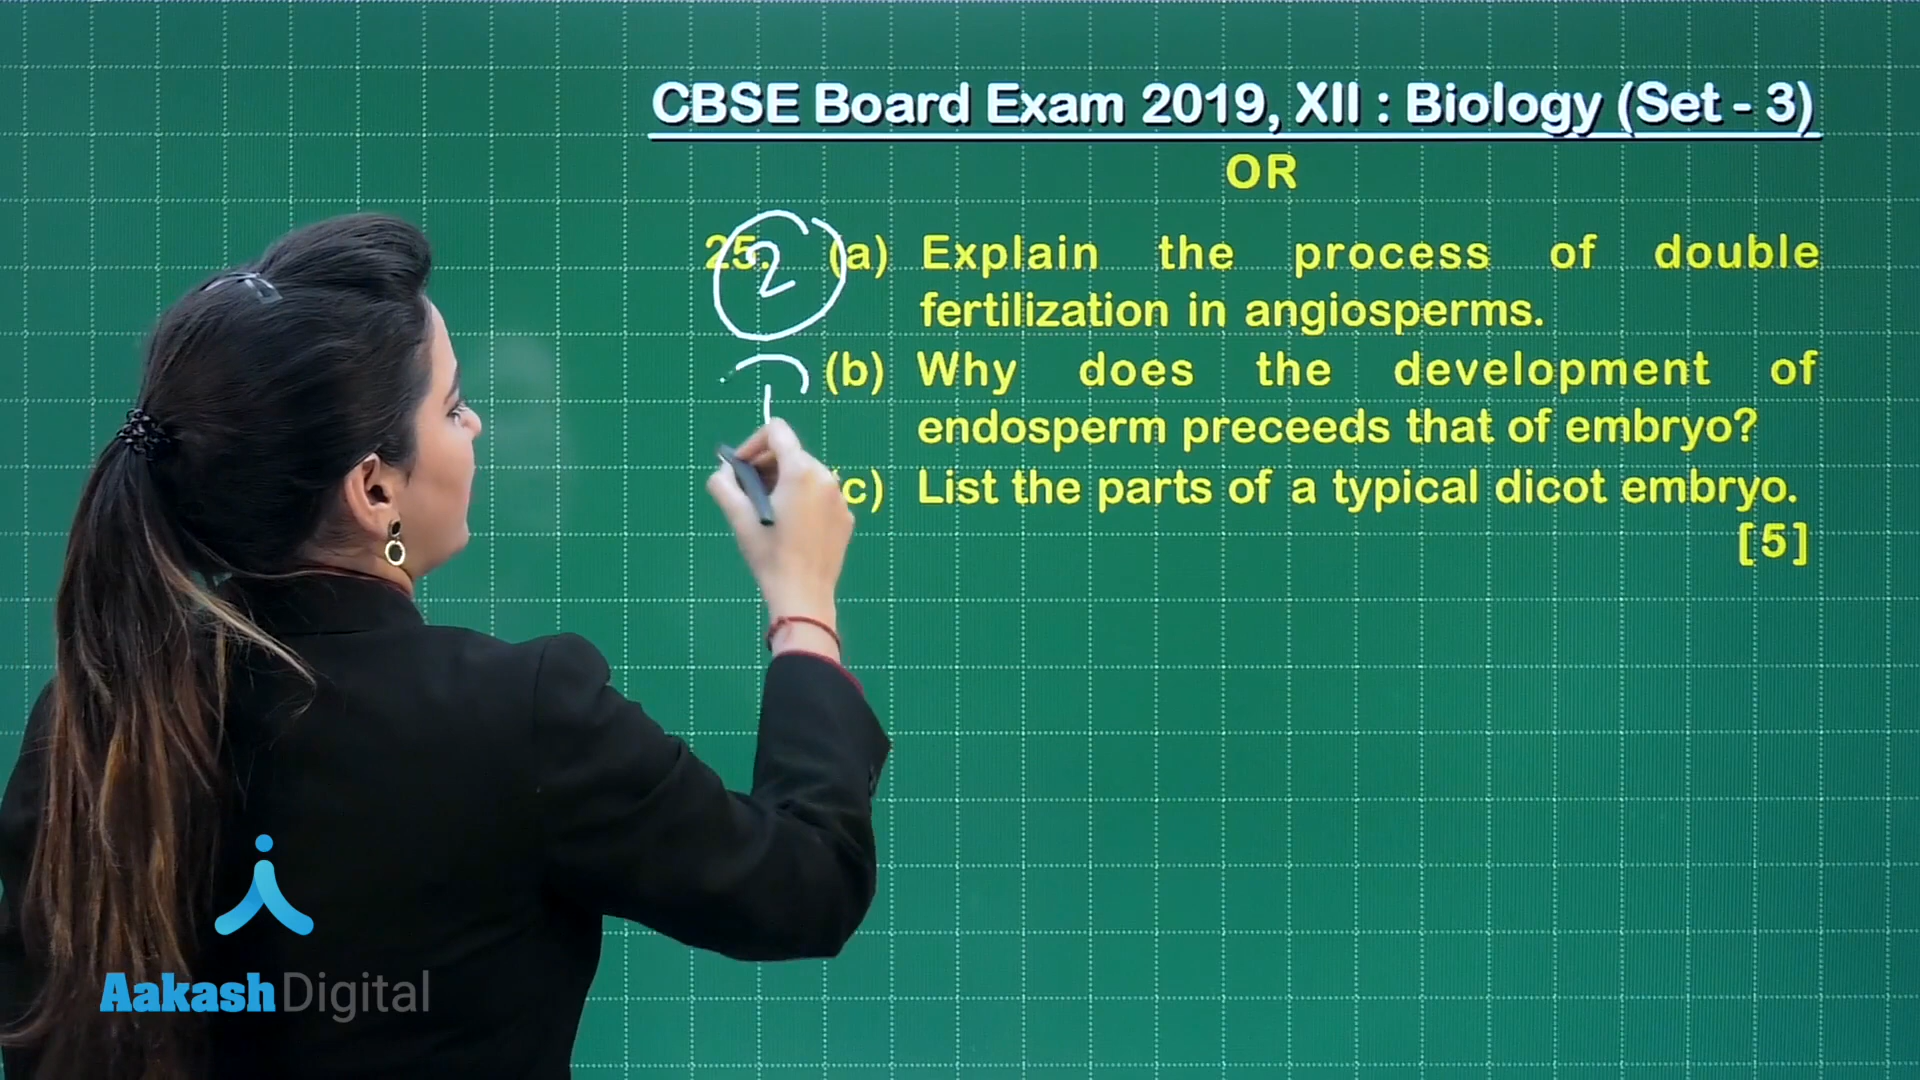 CBSE Board Exam 2019, XII : Biology (Set - 3)
OR
25. (a) Explain the process of double
fertilization in angiosperms.
2
(b) Why does the development of
endosperm preceeds that of embryo?
(c) List the parts of a typical dicot embryo.
[5]
Aakash Digital